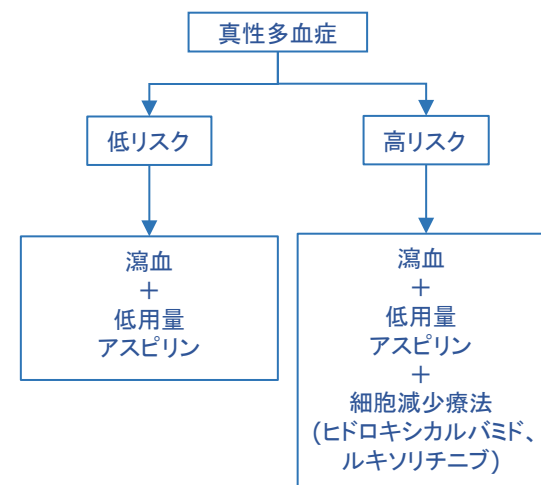 真性多血症
低リスク
高リスク
瀉血
＋
低用量
アスピリン
瀉血
＋
低用量
アスピリン
＋
細胞減少療法
(ヒドロキシカルバミド、
ルキソリチニブ)